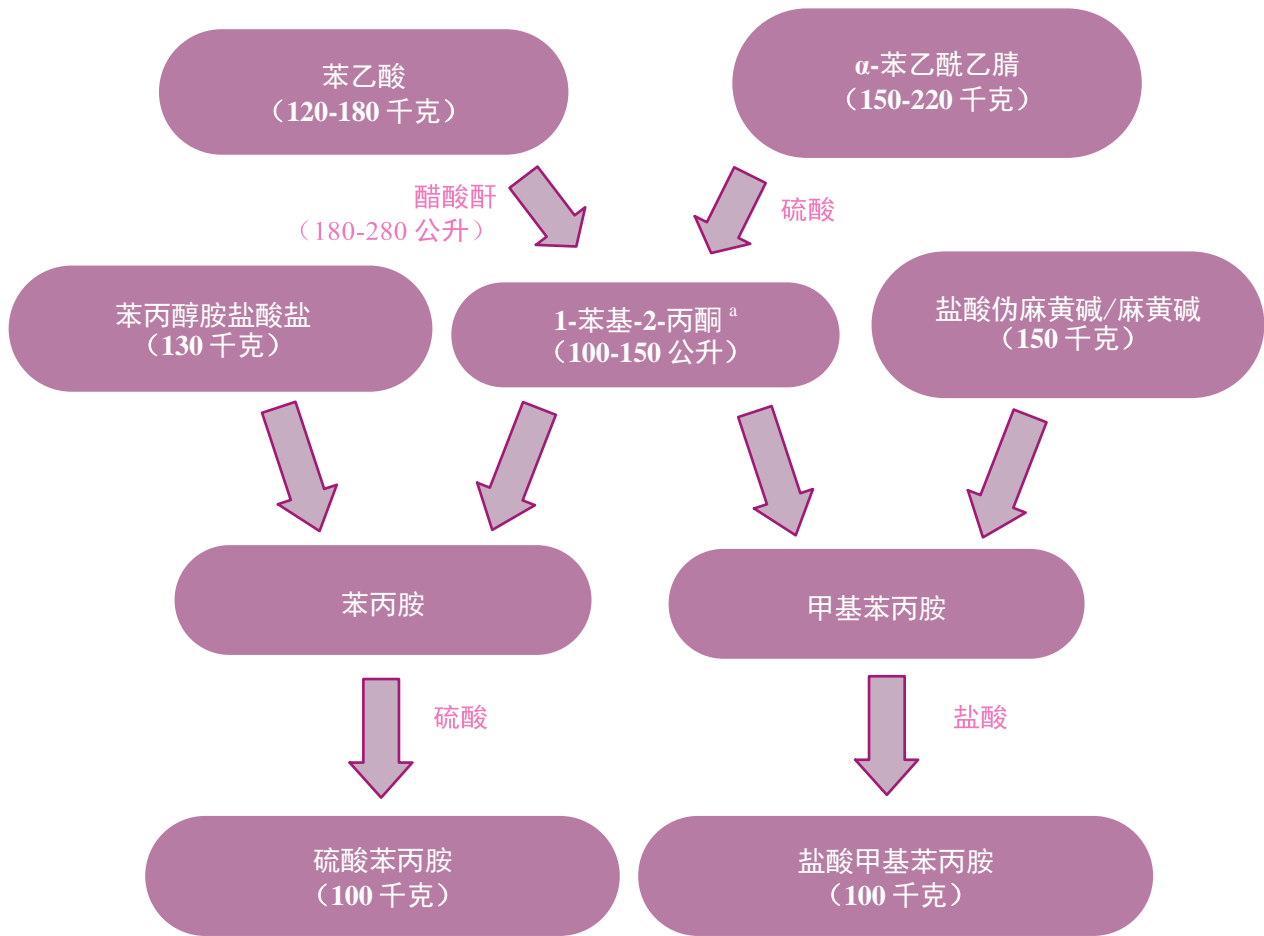 苯乙酸
（120-180 千克）
α-苯乙酰乙腈
（150-220 千克）
醋酸酐
（180-280 公升）
硫酸
苯丙醇胺盐酸盐
（130 千克）
1-苯基-2-丙酮 a
（100-150 公升）
盐酸伪麻黄碱/麻黄碱
（150 千克）
苯丙胺
甲基苯丙胺
硫酸
盐酸
硫酸苯丙胺
（100 千克）
盐酸甲基苯丙胺
（100 千克）